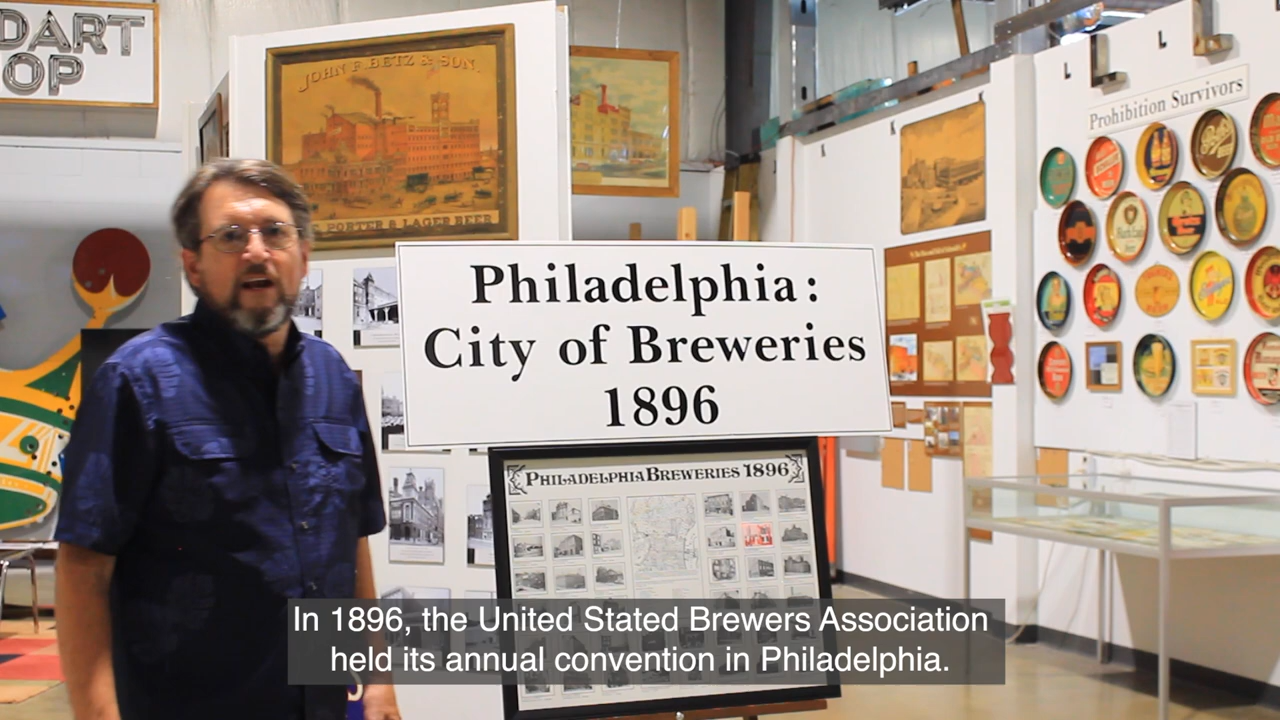 DART
OP
JOHN F. BETZ & SON.
PORTER & LAGER BEER
Prohibition Survivors
Philadelphia:
City of Breweries
1896
PHILADELPHIA BREWERIES 1896
In 1896, the United Stated Brewers Association
held its annual convention in Philadelphia.